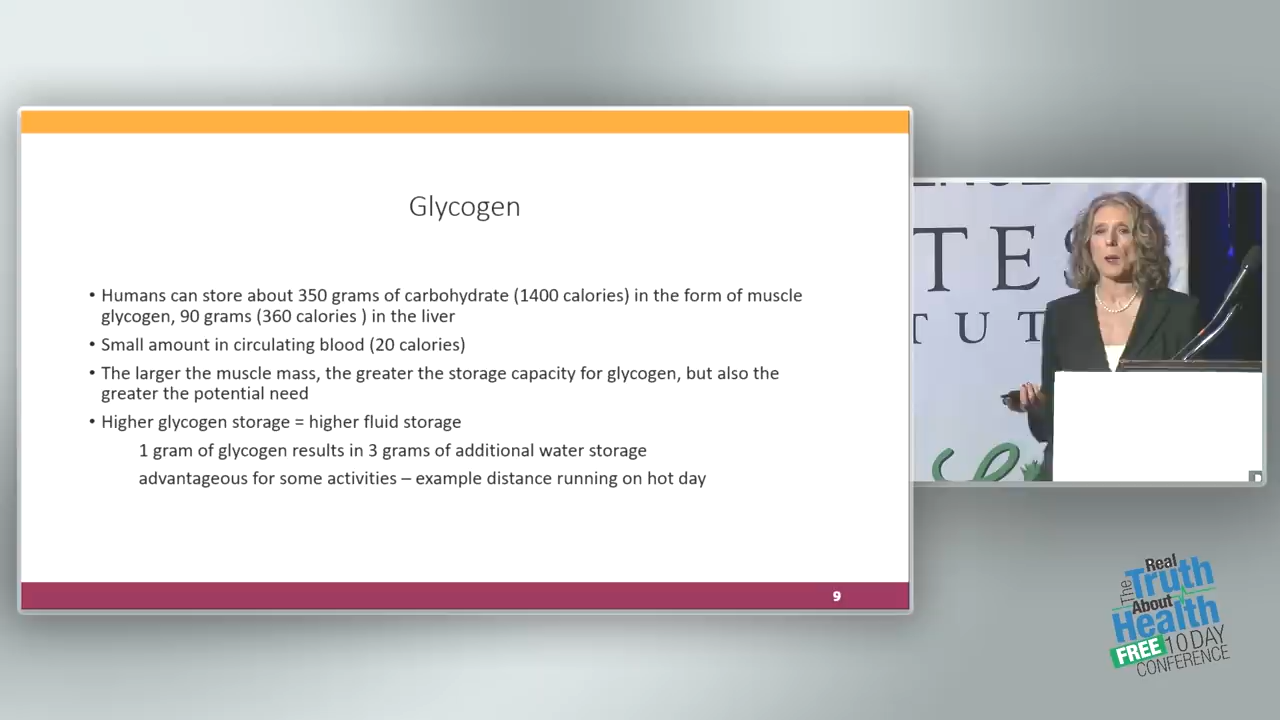 Glycogen
• Humans can store about 350 grams of carbohydrate (1400 calories) in the form of muscle
glycogen, 90 grams (360 calories ) in the liver
• Small amount in circulating blood (20 calories)
• The larger the muscle mass, the greater the storage capacity for glycogen, but also the
greater the potential need
• Higher glycogen storage = higher fluid storage
1 gram of glycogen results in 3 grams of additional water storage
advantageous for some activities – example distance running on hot day
9
TES
TUT
The Real
Truth
About
Health
FREE 10 DAY
CONFERENCE